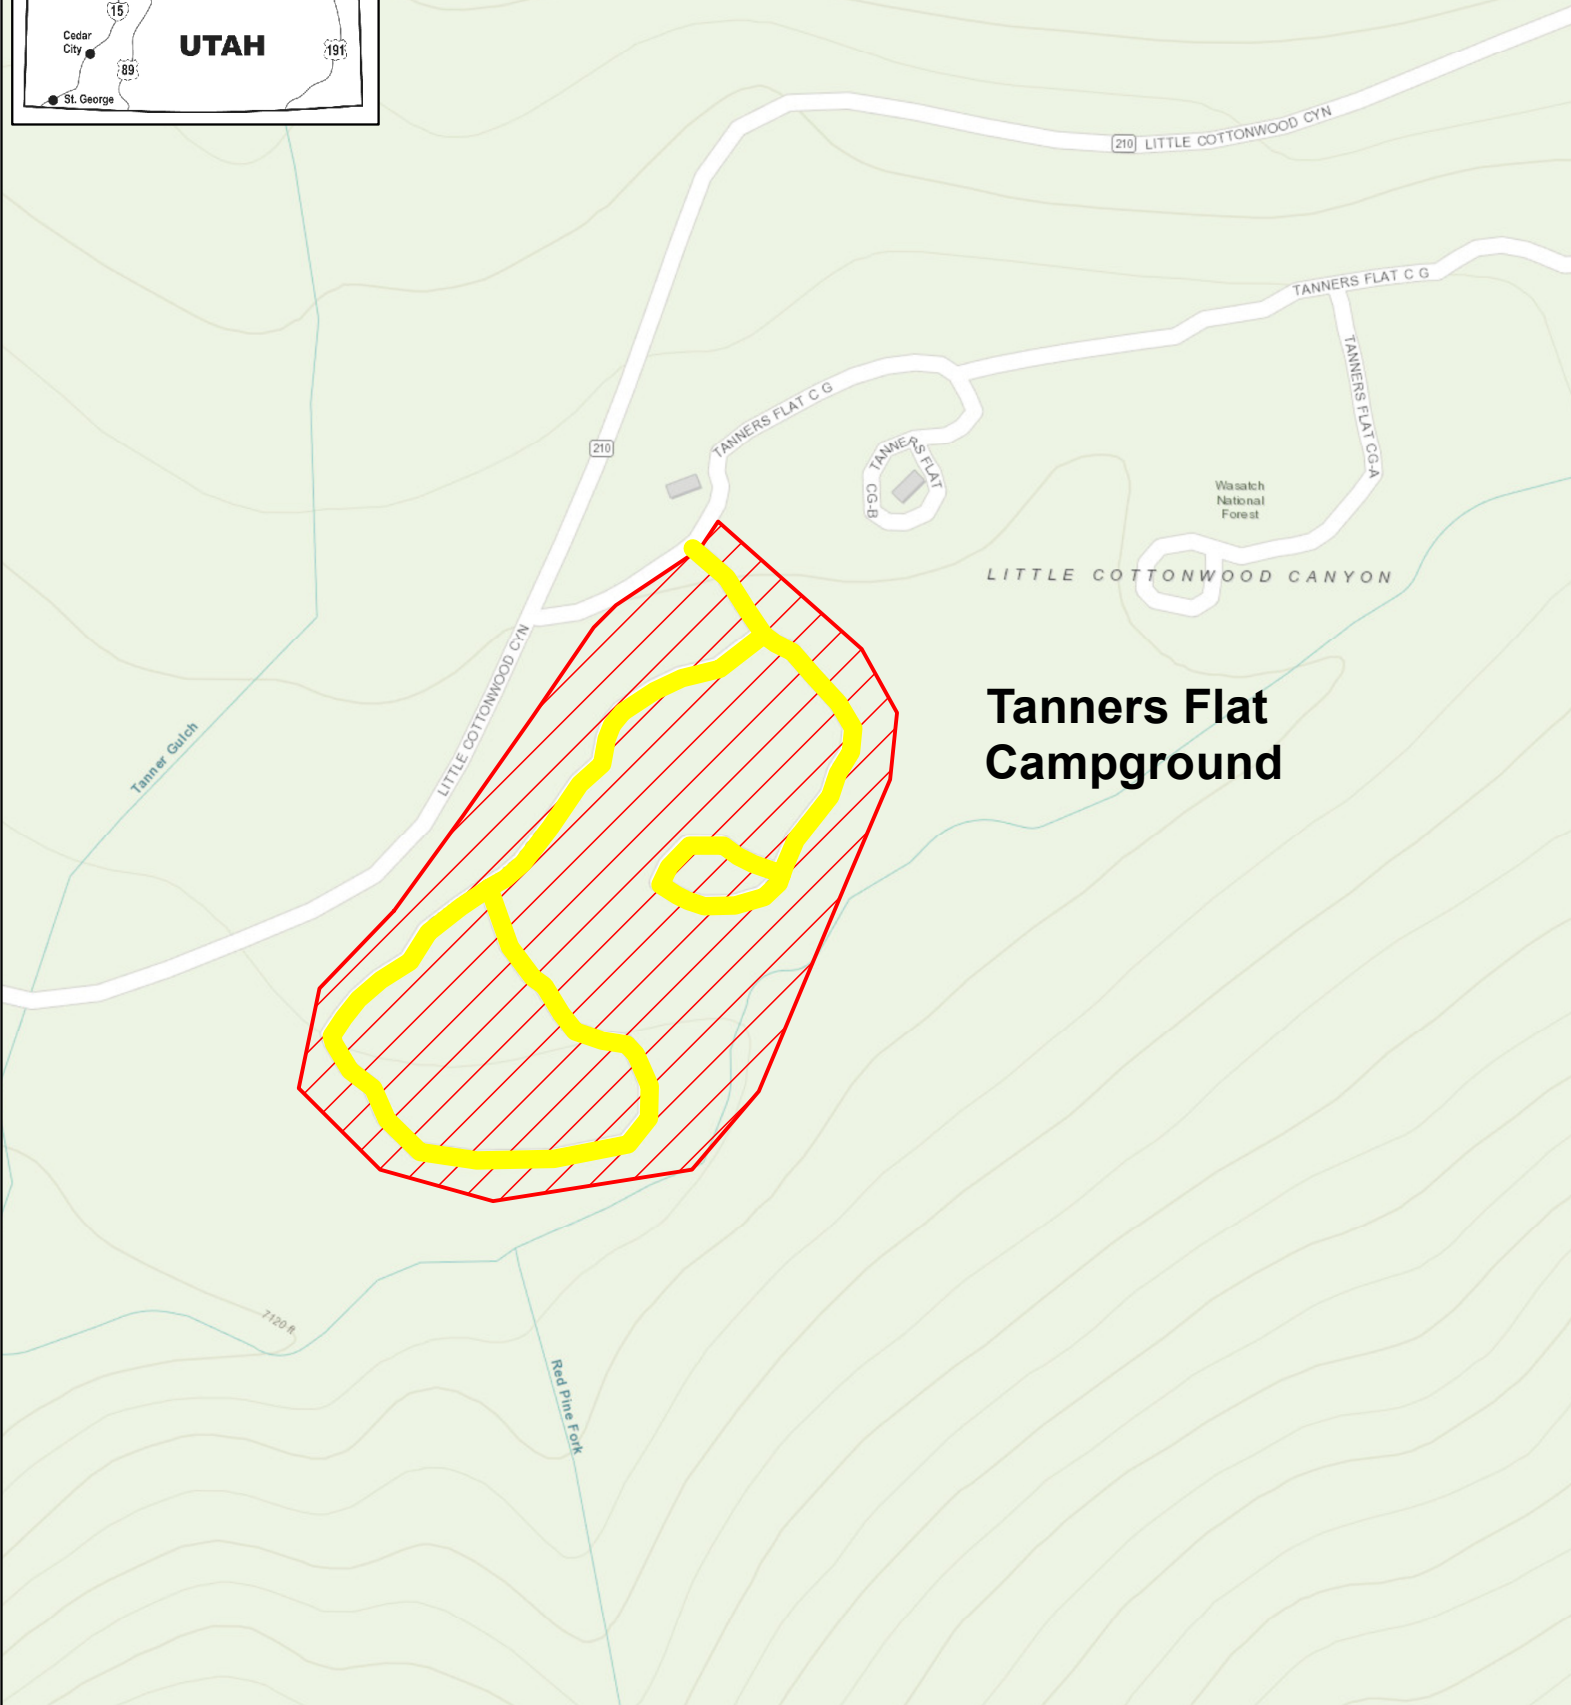 15
Cedar
City
UTAH
191
89
St. George
210 LITTLE COTTONWOOD CYN
TANNERS FLAT C G
TANNERS FLAT CG-A
TANNERS FLAT C G
210
TANNERS FLAT
CG-B
Wasatch
National
Forest
LITTLE COTTONWOOD CANYON
LITTLE COTTONWOOD CYN
Tanners Flat
Campground
Tanner Gulch
7120 ft
Red Pine Fork